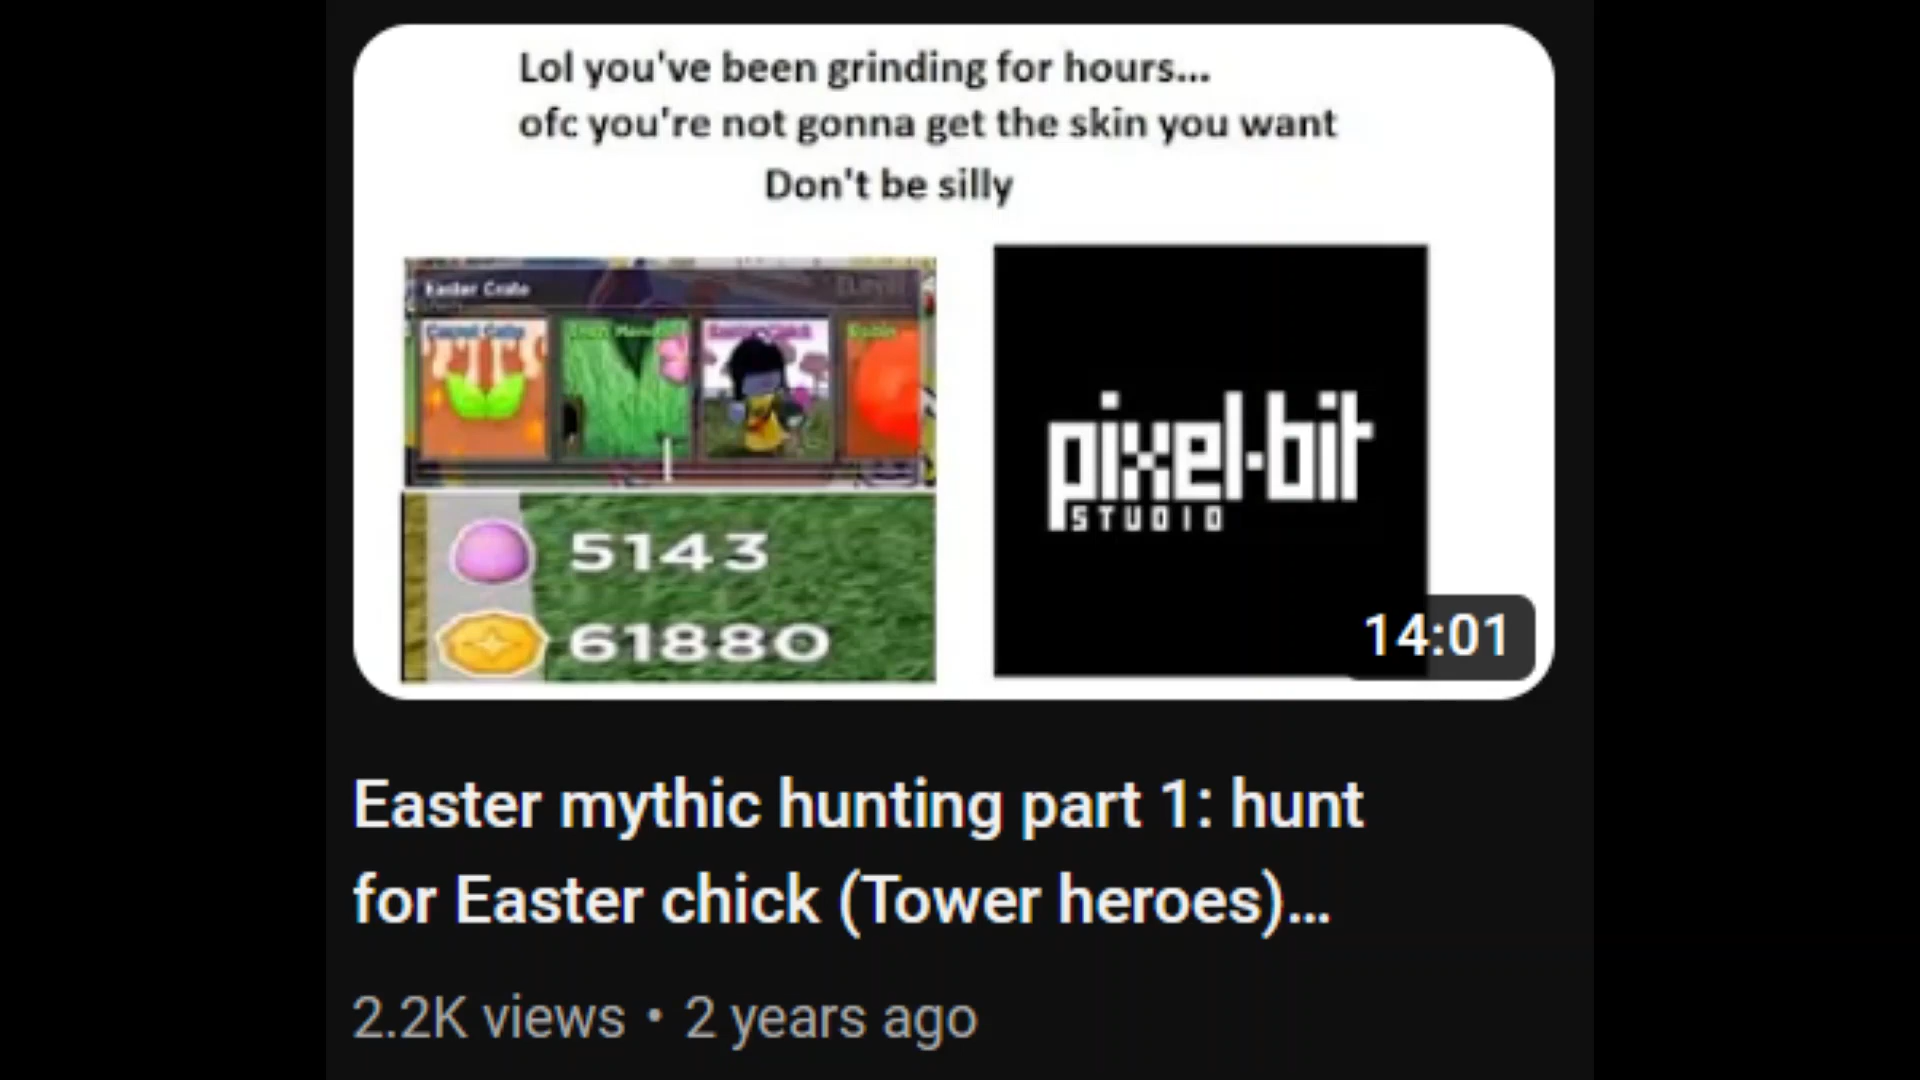 Lol you've been grinding for hours...
ofc you're not gonna get the skin you want
Don't be silly
Easter Crate
5143
61880
pixel-bit
STUDIO
14:01
Easter mythic hunting part 1: hunt
for Easter chick (Tower heroes)...
2.2K views • 2 years ago